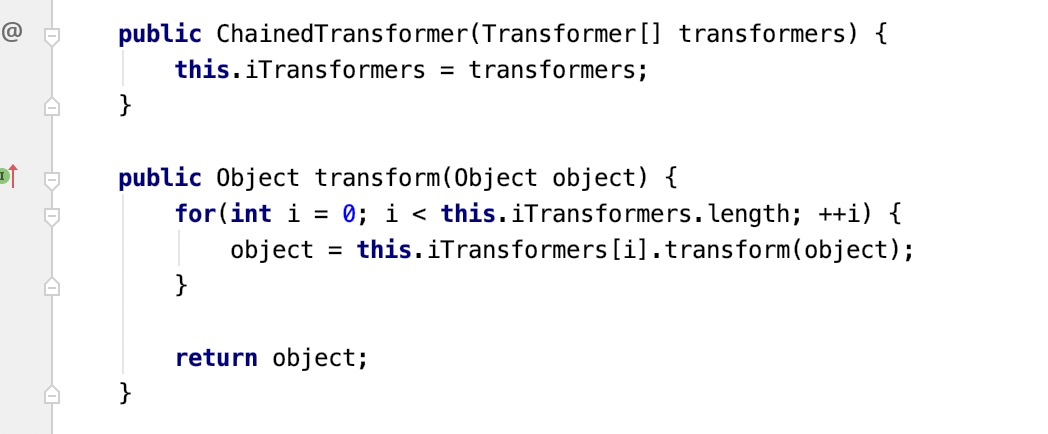 @
public ChainedTransformer(Transformer[] transformers) {
    this.iTransformers = transformers;
}
public Object transform(Object object) {
    for(int i = 0; i < this.iTransformers.length; ++i) {
        object = this.iTransformers[i].transform(object);
    }
    return object;
}